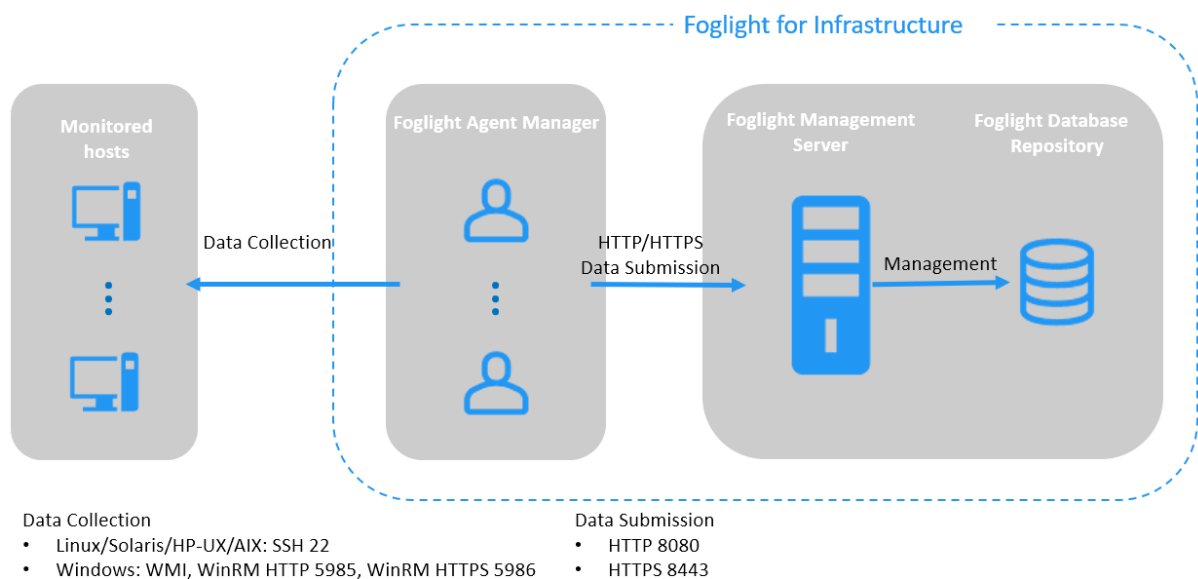 Foglight for Infrastructure
Monitored
hosts
Foglight Agent Manager
Foglight Management
Server
Foglight Database
Repository
Data Collection
HTTP/HTTPS
Data Submission
Management
Data Collection
• Linux/Solaris/HP-UX/AIX: SSH 22
• Windows: WMI, WinRM HTTP 5985, WinRM HTTPS 5986
Data Submission
• HTTP 8080
• HTTPS 8443